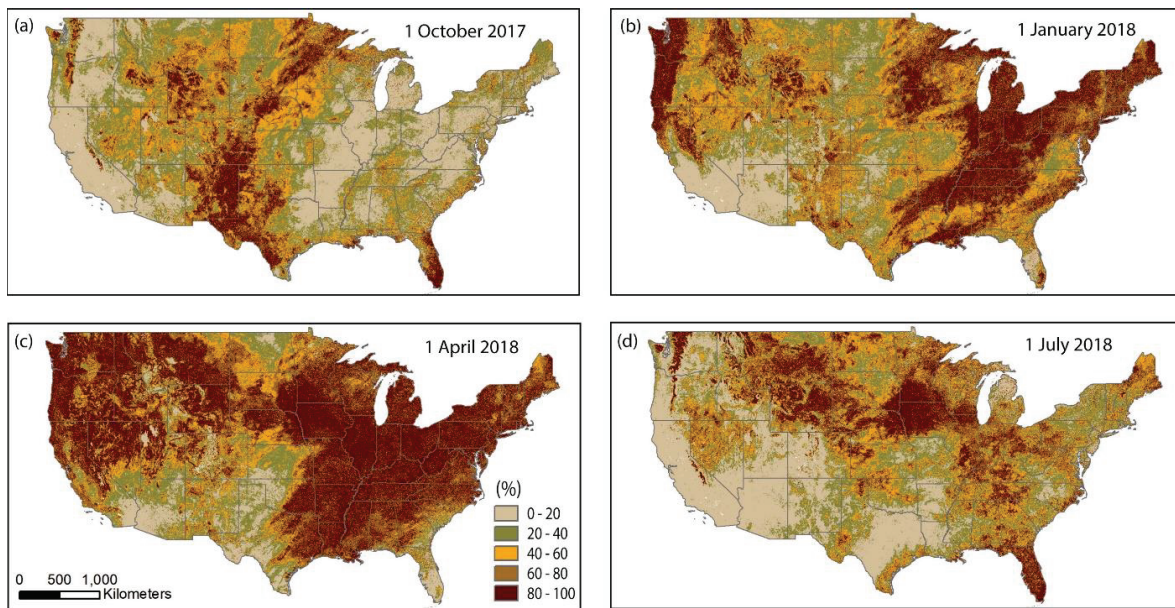 (a)
1 October 2017
(b)
1 January 2018
(c)
1 April 2018
(%)
0 - 20
20 - 40
40 - 60
60 - 80
80 - 100
0 500 1,000
Kilometers
(d)
1 July 2018